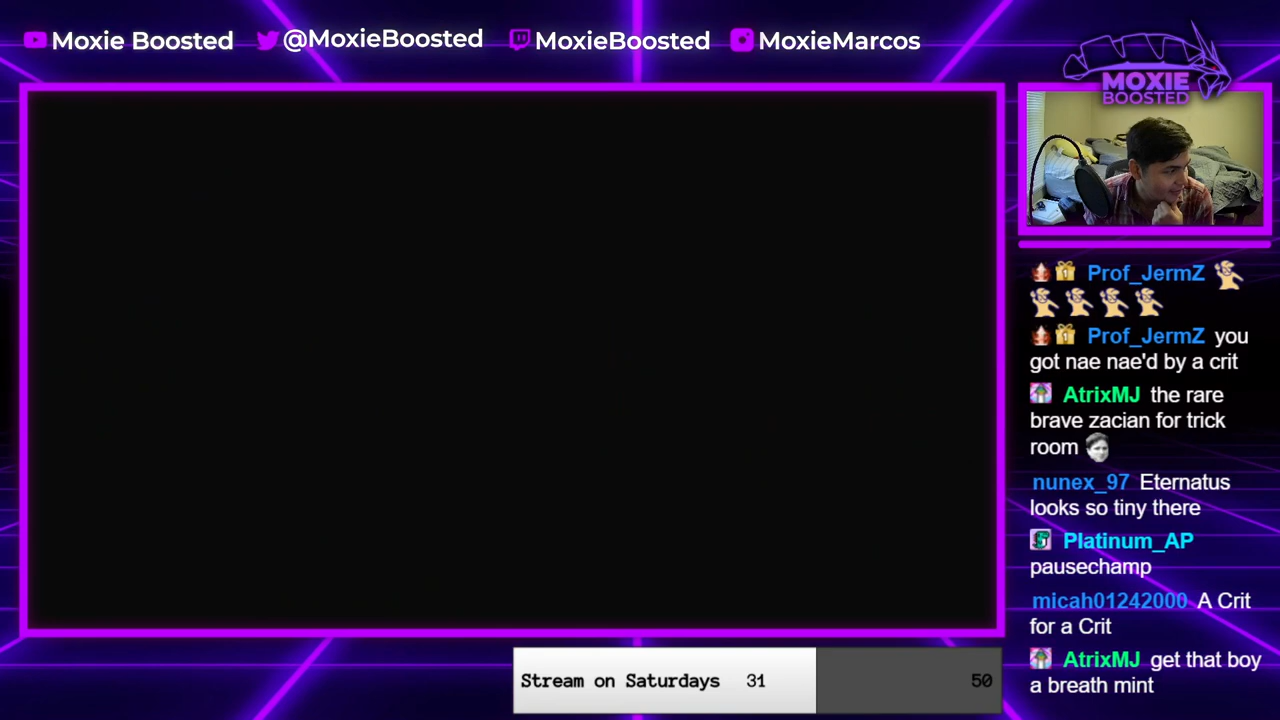 Moxie Boosted @MoxieBoosted MoxieBoosted MoxieMarcos
MOXIE
BOOSTED
Prof_JermZ
Prof_JermZ you
got nae nae'd by a crit
AtrixMJ the rare
brave zacian for trick
room
nunex_97 Eternatus
looks so tiny there
Platinum_AP
pausechamp
micah01242000 A Crit
for a Crit
AtrixMJ get that boy
a breath mint
Stream on Saturdays 31 50